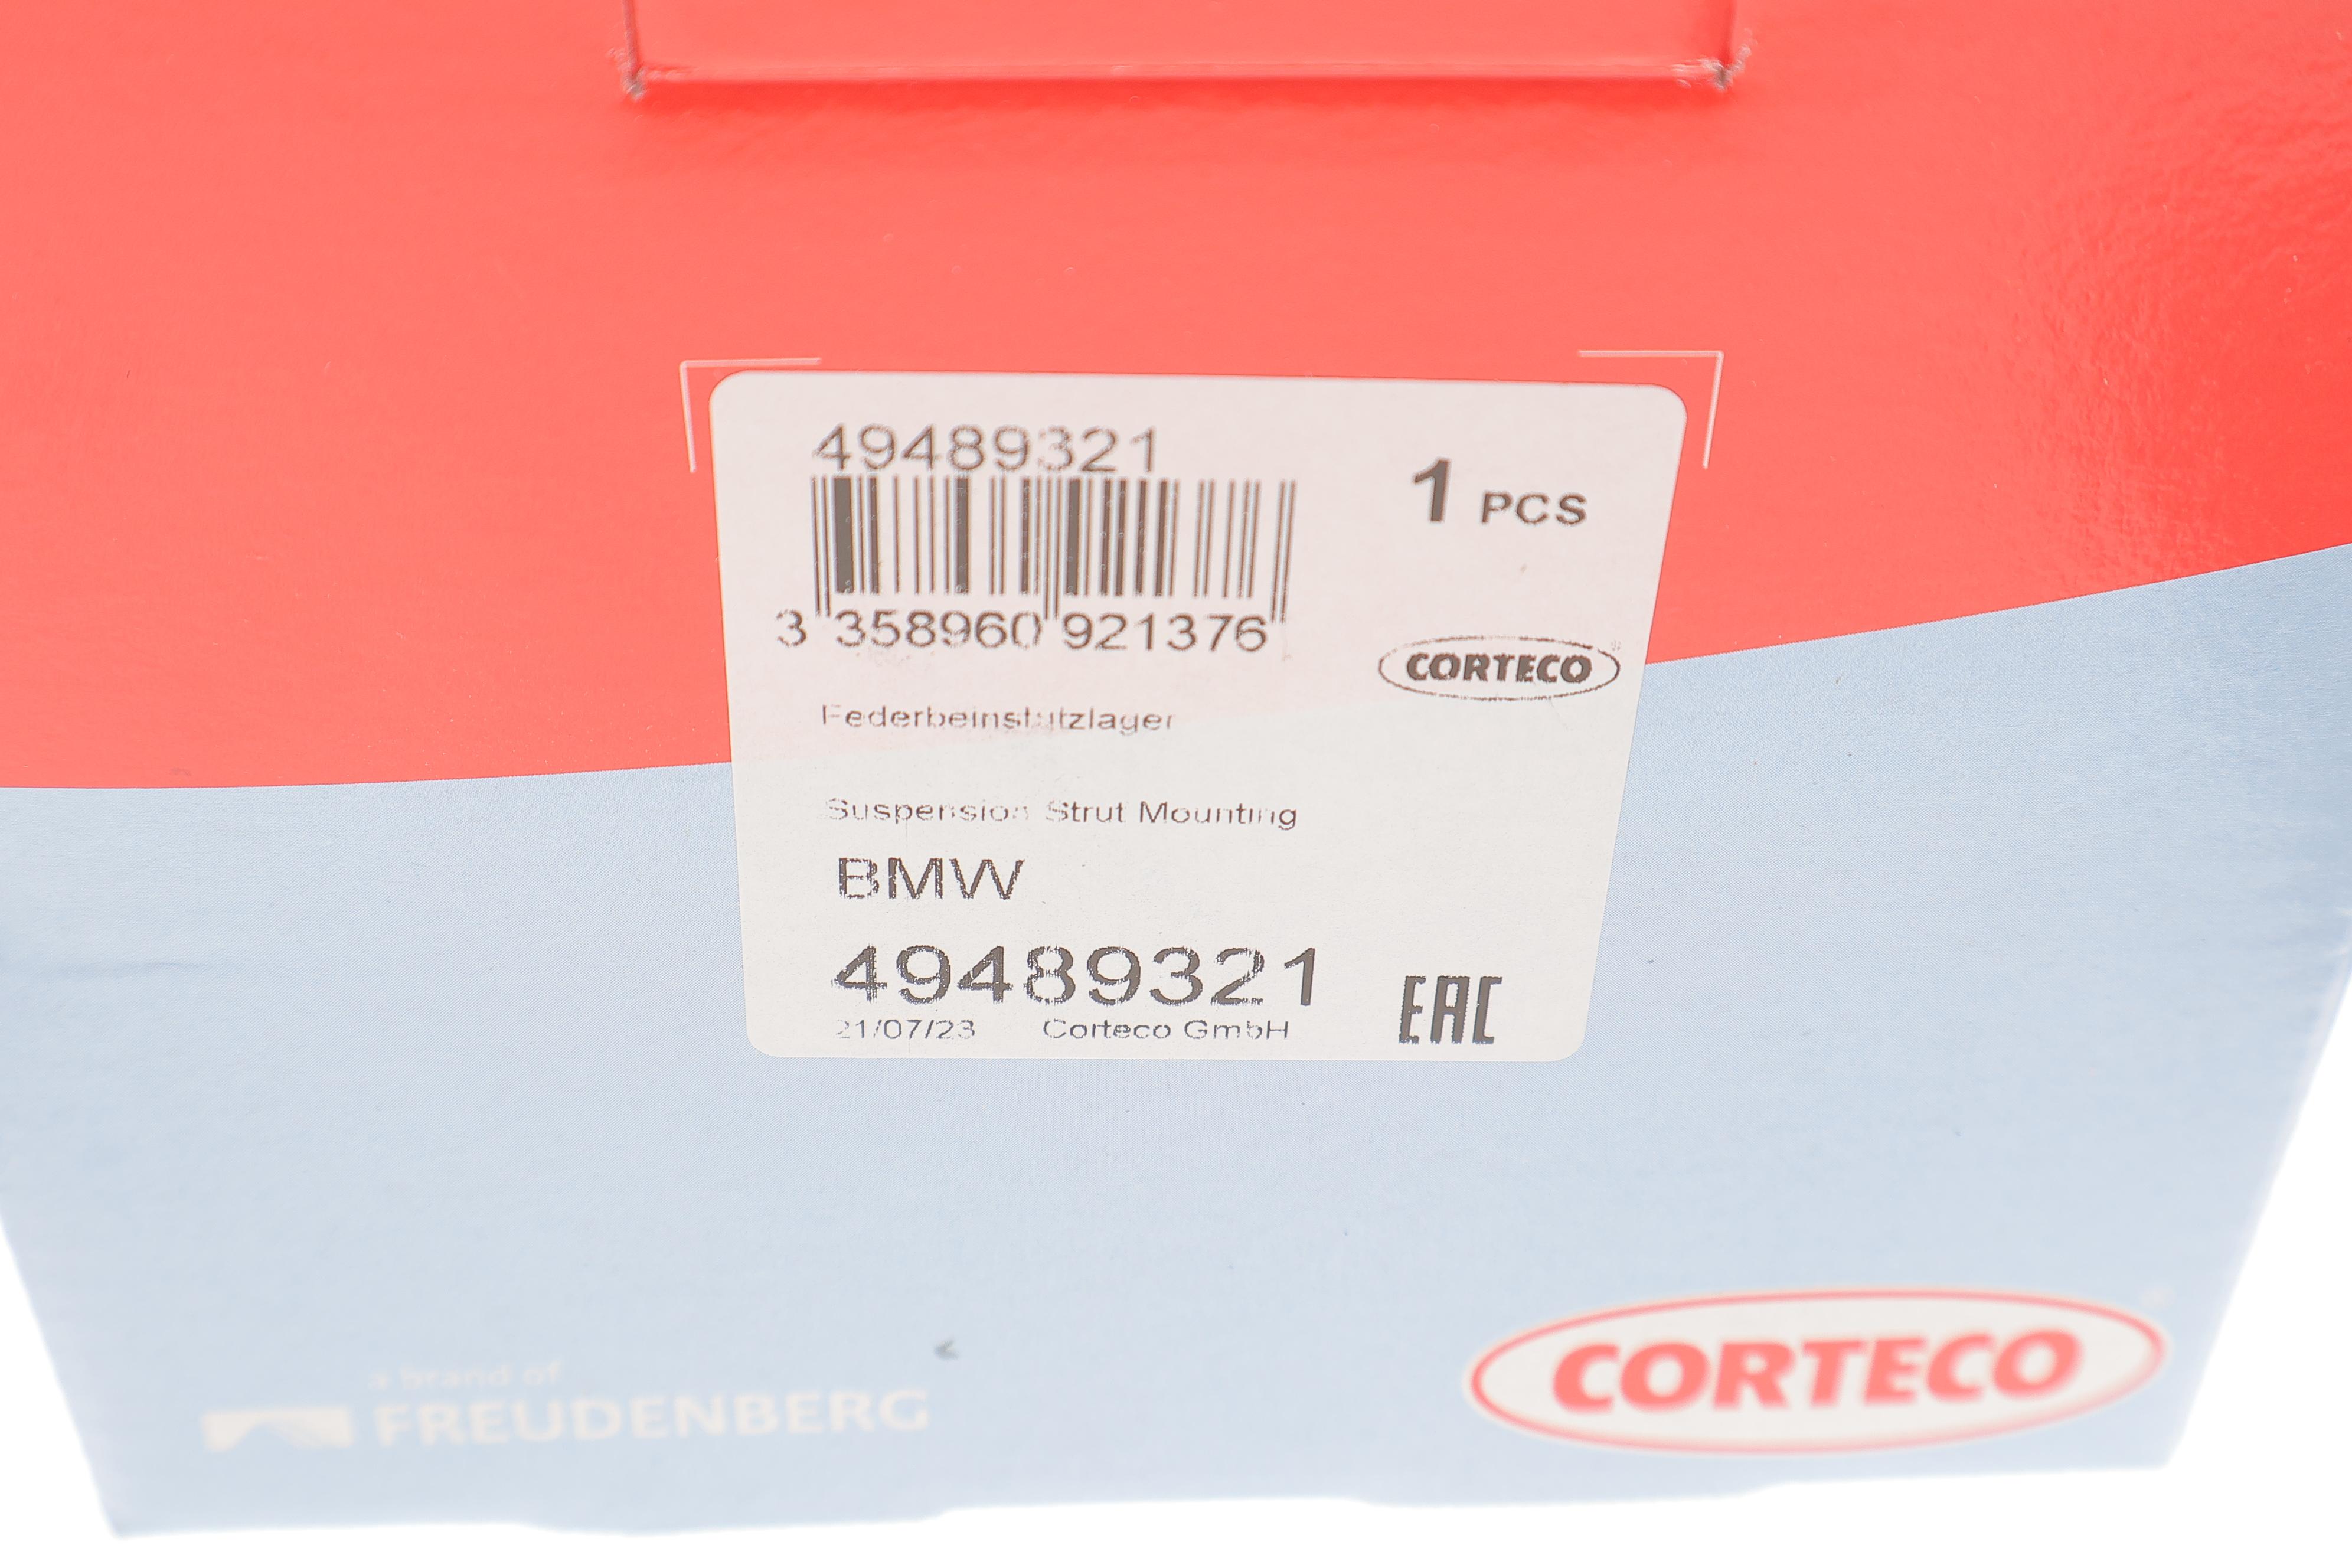 49489321
1 PCS
3 358960 921376
CORTECO
Federbeinstützlager
Suspension Strut Mounting
BMW
49489321
21/07/23 Corteco GmbH
EAC
a brand of
FREUDENBERG
CORTECO